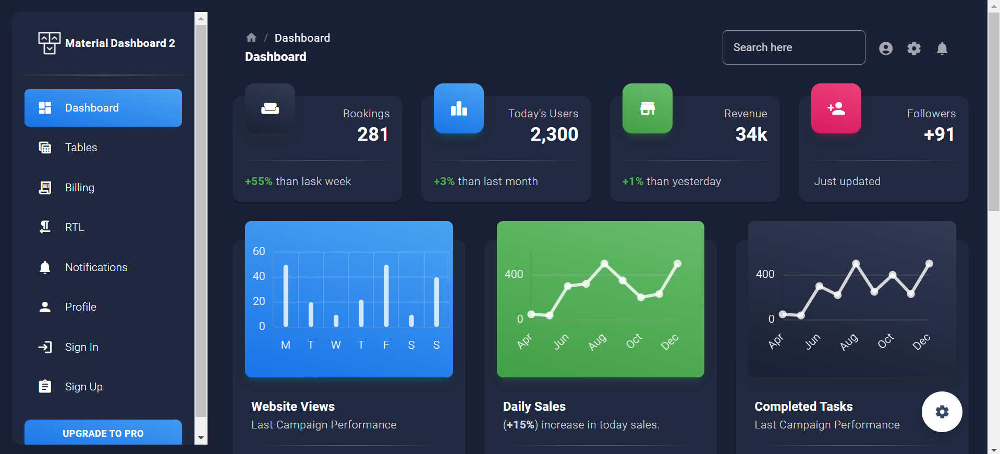 Material Dashboard 2
Dashboard
Tables
Billing
RTL
Notifications
Profile
Sign In
Sign Up
UPGRADE TO PRO
/ Dashboard
Dashboard
Search here
Bookings
281
+55% than lask week
Today's Users
2,300
+3% than last month
Revenue
34k
+1% than yesterday
Followers
+91
Just updated
60
40
20
0
M T W T F S S
Website Views
Last Campaign Performance
400
0
Apr Jun Aug Oct Dec
Daily Sales
(+15%) increase in today sales.
400
0
Apr Jun Aug Oct Dec
Completed Tasks
Last Campaign Performance